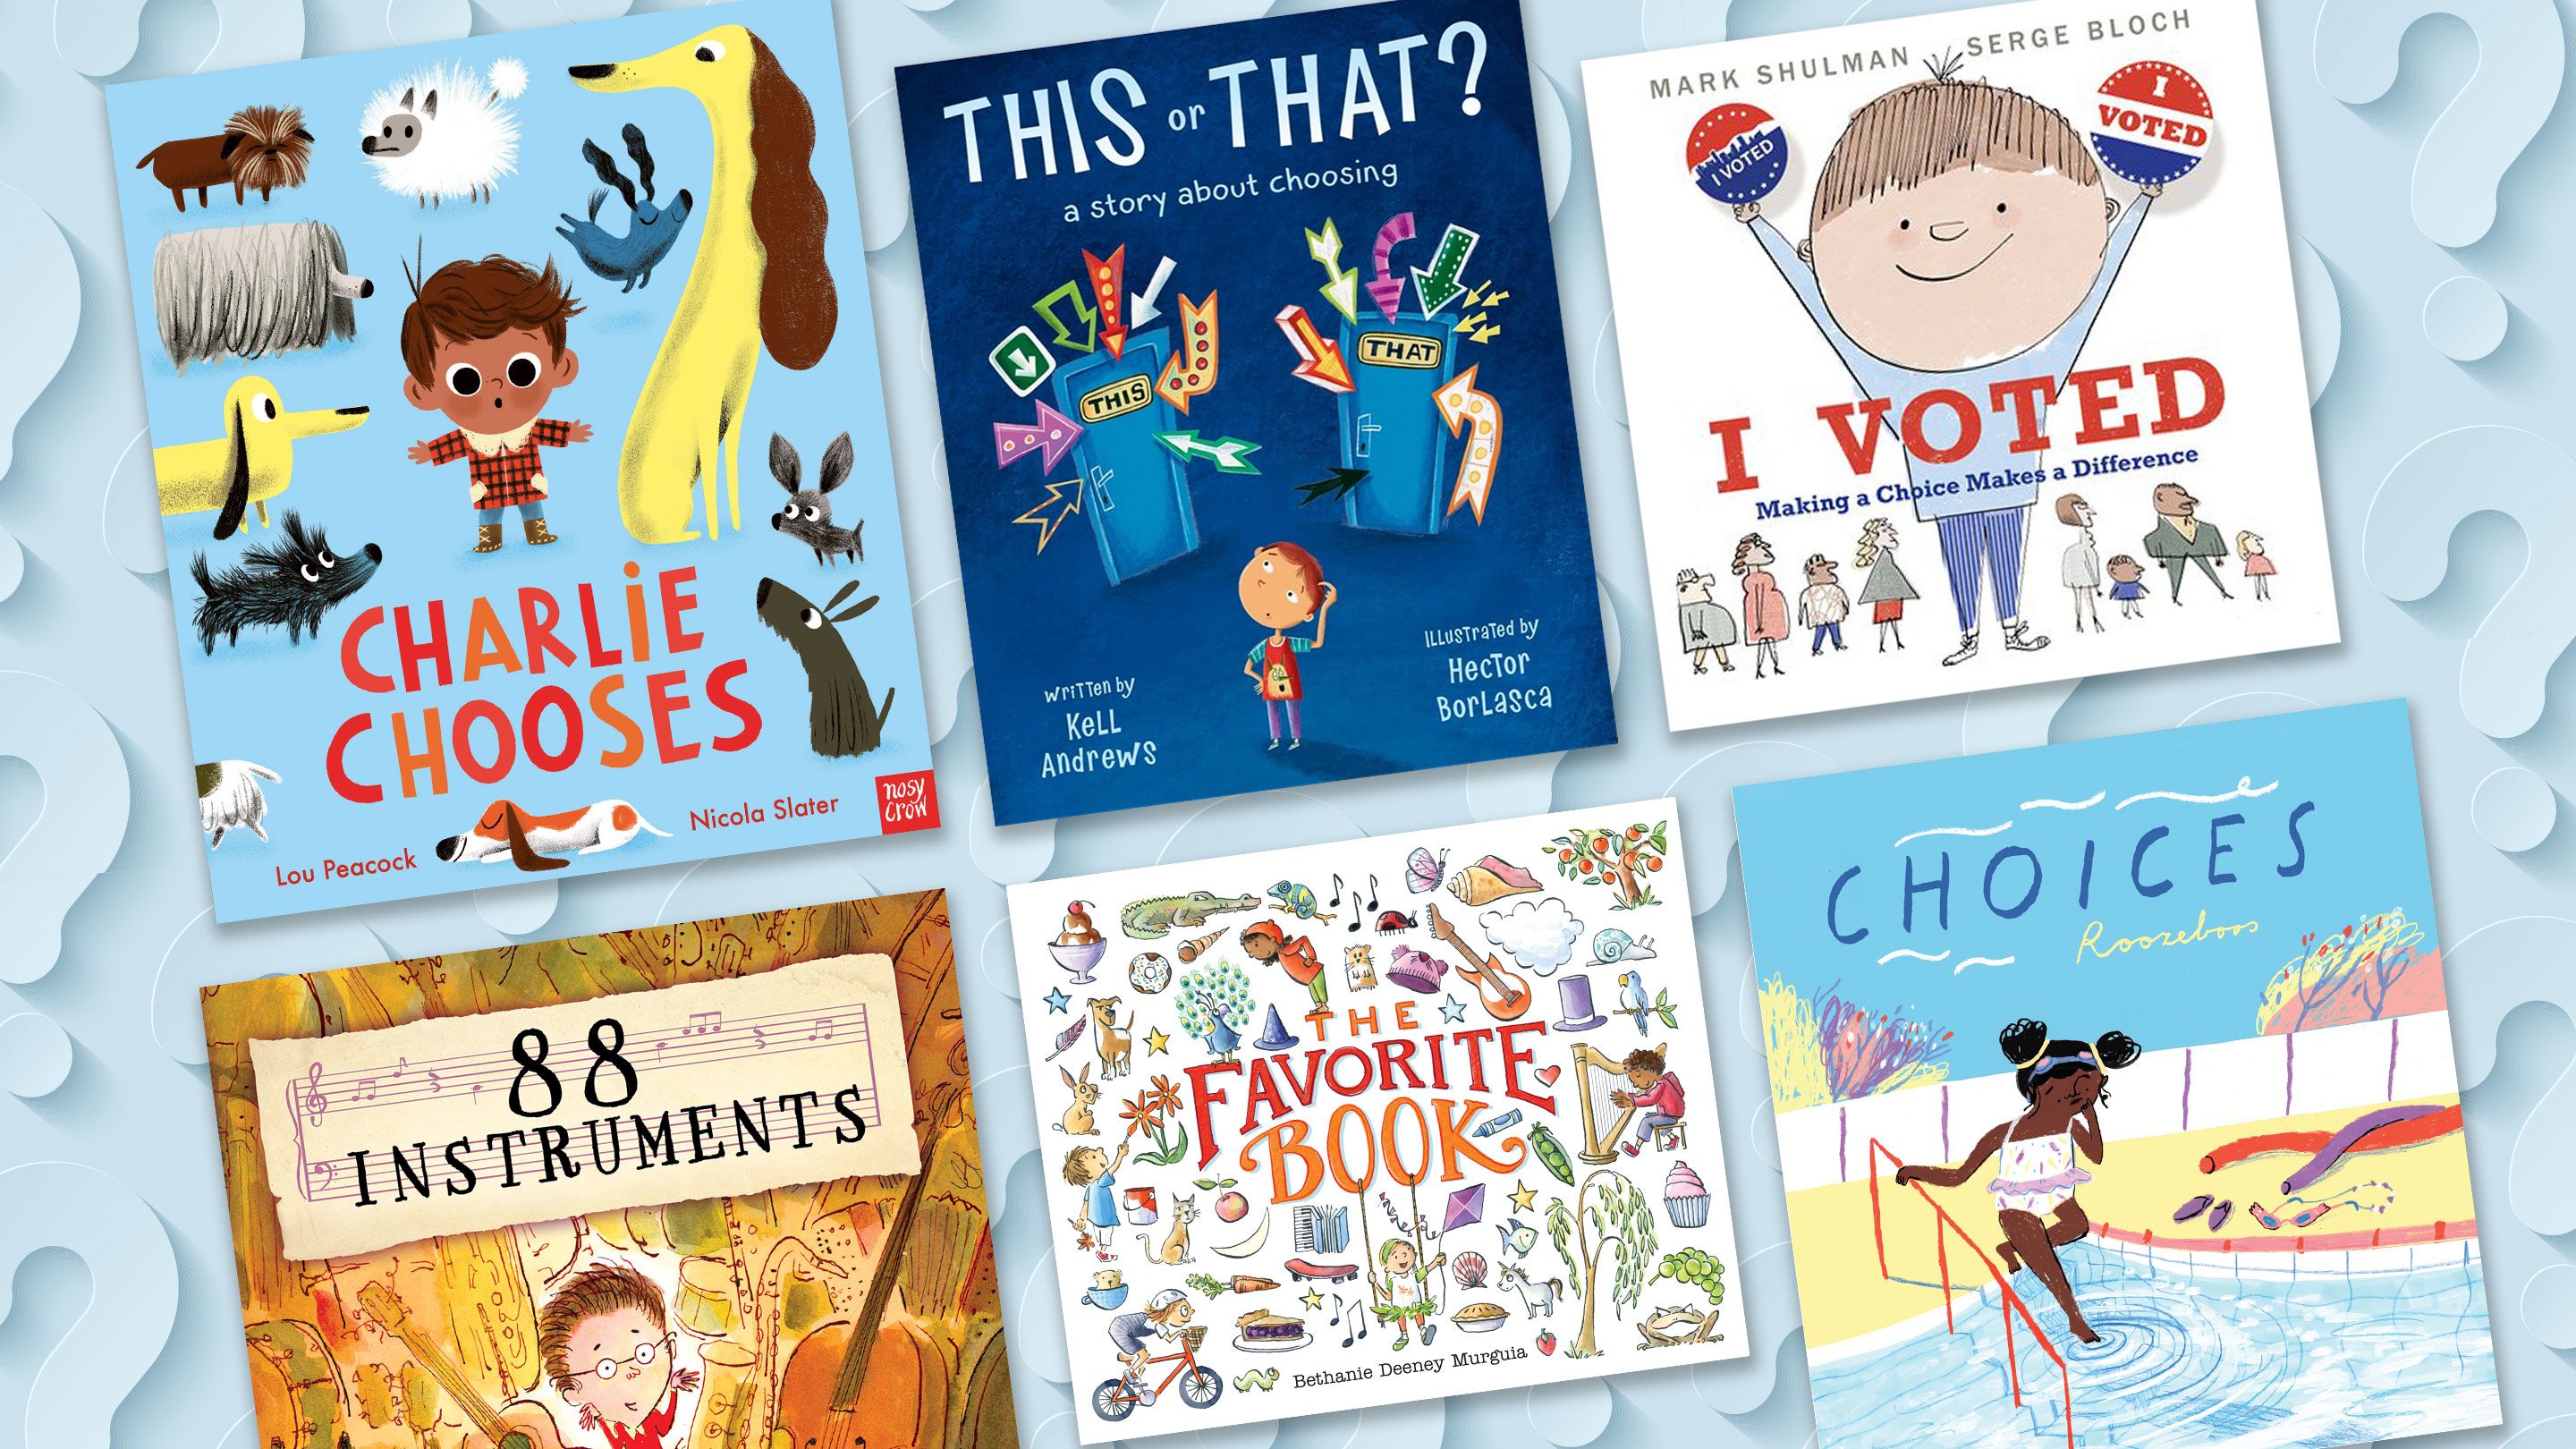 CHARLIE
CHOOSES
Lou Peacock
Nicola Slater
nosy
crow
THIS or THAT?
a story about choosing
THIS
THAT
written by
Kell
Andrews
Illustrated by
Hector
Borlasca
MARK SHULMAN
SERGE BLOCH
I VOTED
I
VOTED
I VOTED
Making a Choice Makes a Difference
88
INSTRUMENTS
THE
FAVORITE
BOOK
Bethanie Deeney Murguia
CHOICES
Roozeboos